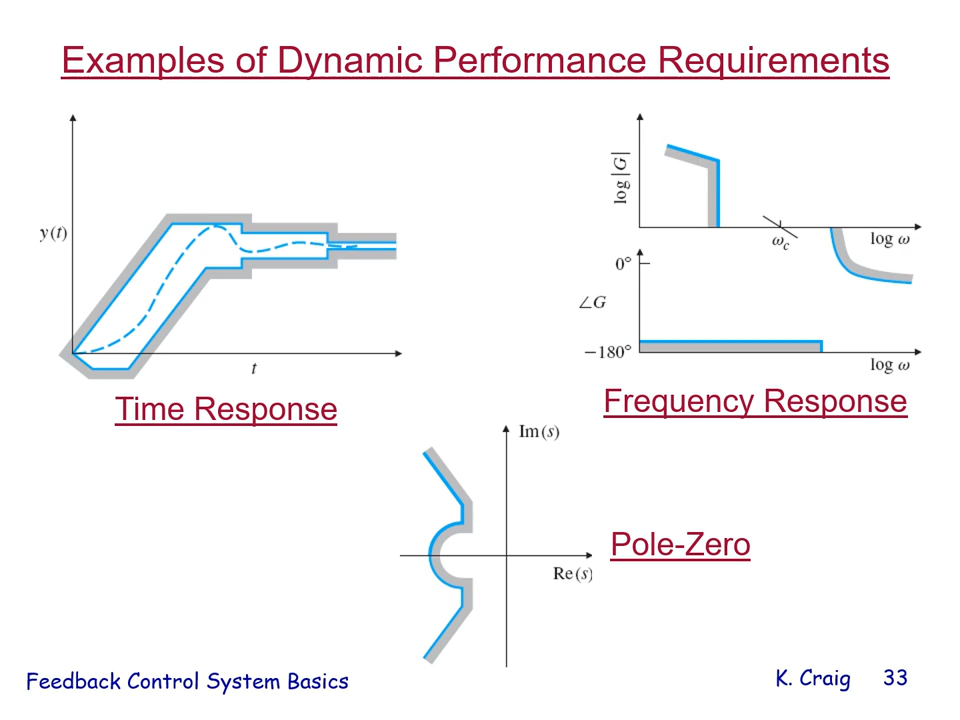 Examples of Dynamic Performance Requirements
y(t)
t
Time Response
log |G|
ω_c
log ω
0°
∠G
−180°
log ω
Frequency Response
Im(s)
Re(s)
Pole-Zero
Feedback Control System Basics
K. Craig 33